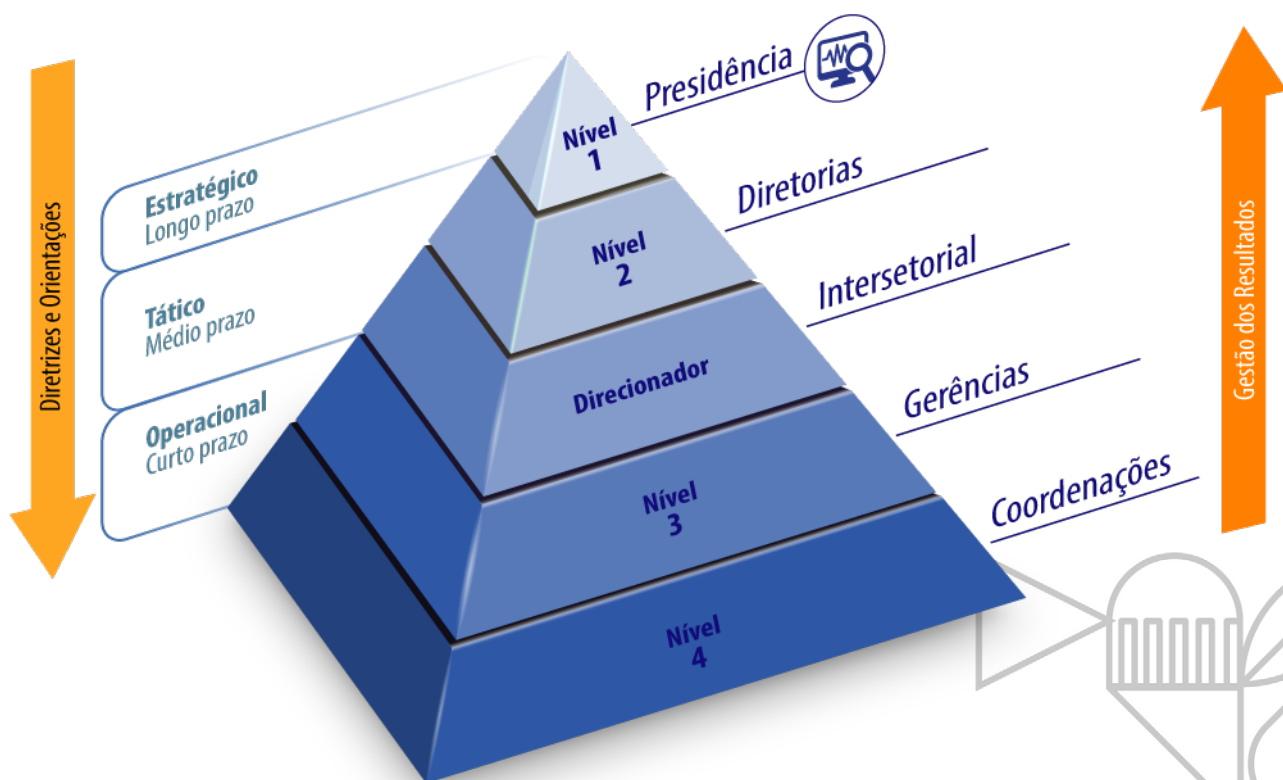 Diretrizes e Orientações
Estratégico
Longo prazo
Tático
Médio prazo
Operacional
Curto prazo
Nível
1
Nível
2
Direcionador
Nível
3
Nível
4
Presidência
Diretorias
Intersetorial
Gerências
Coordenações
Gestão dos Resultados